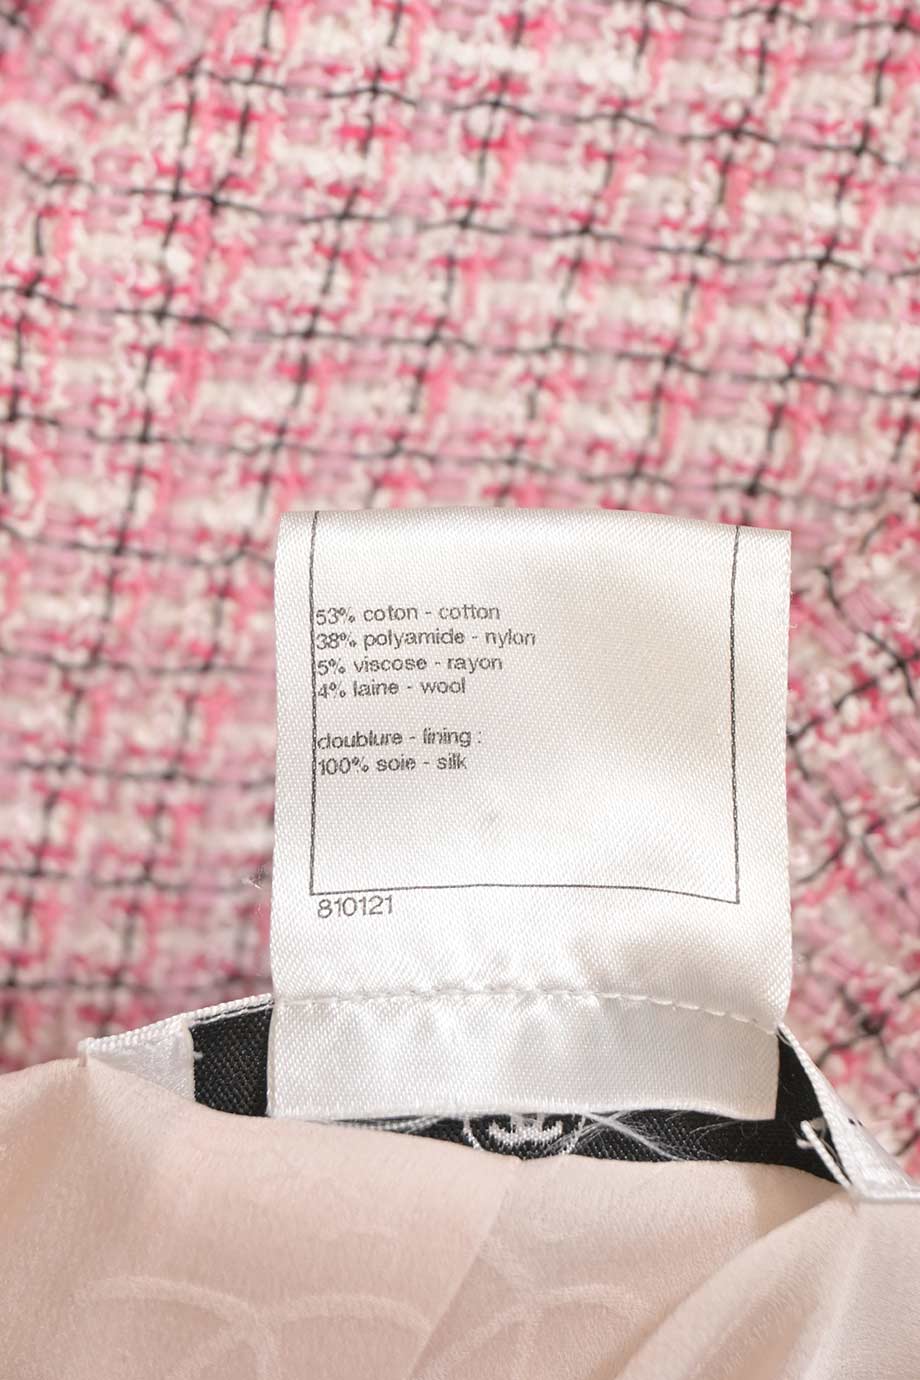 53% coton - cotton
38% polyamide - nylon
5% viscose - rayon
4% laine - wool
doublure - lining :
100% soie - silk
810121